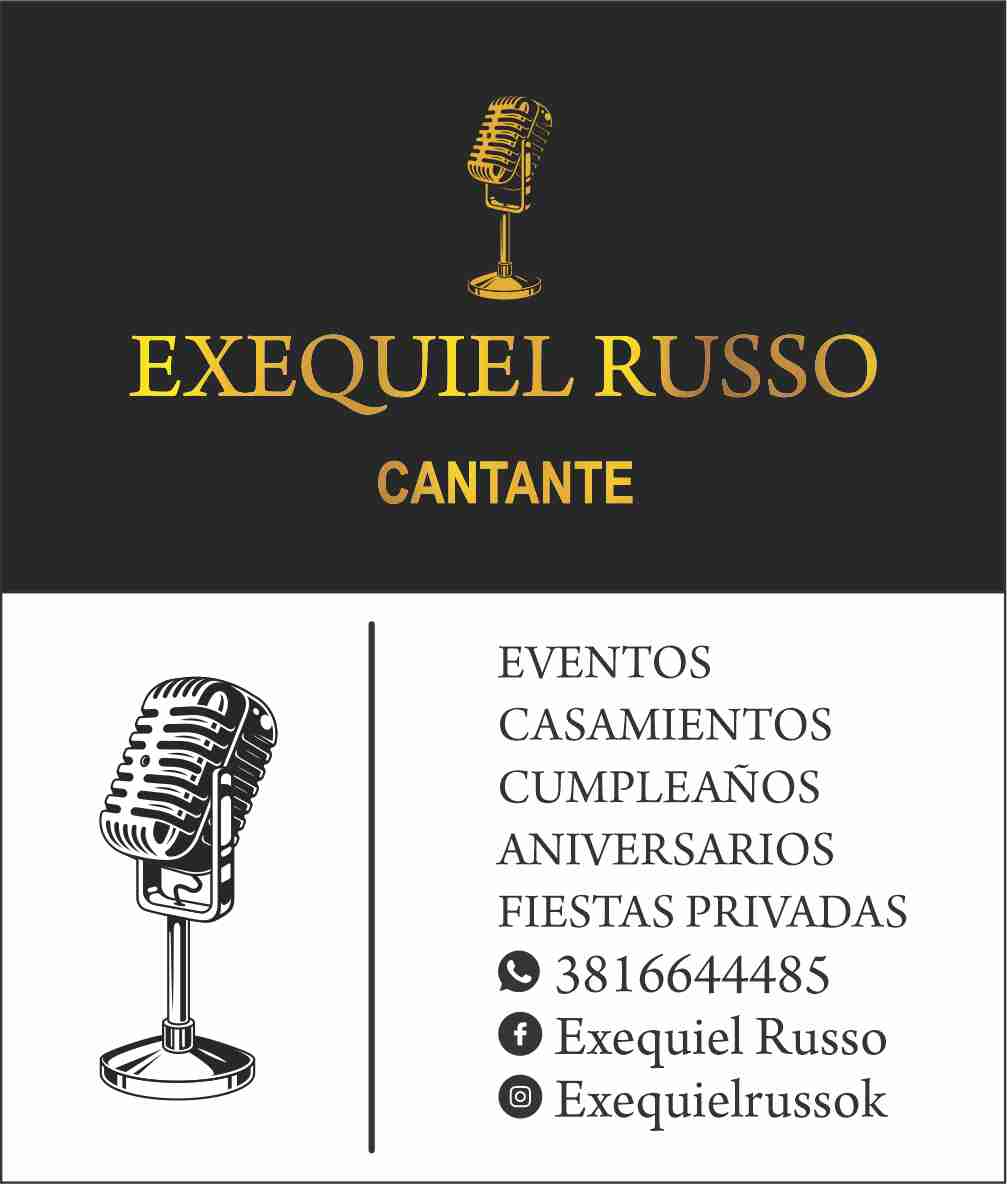 EXEQUIEL RUSSO
CANTANTE
EVENTOS
CASAMIENTOS
CUMPLEAÑOS
ANIVERSARIOS
FIESTAS PRIVADAS
3816644485
Exequiel Russo
Exequielrussok